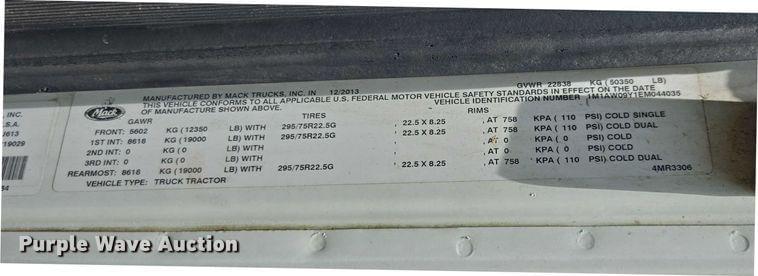 MANUFACTURED BY MACK TRUCKS, INC. IN 12/2013 GVWR 22838 KG (50350 LB)
THIS VEHICLE CONFORMS TO ALL APPLICABLE U.S. FEDERAL MOTOR VEHICLE SAFETY STANDARDS IN EFFECT ON THE DATE
OF MANUFACTURE SHOWN ABOVE. VEHICLE IDENTIFICATION NUMBER 1M1AW09Y1EM044035
Mack
GAWR TIRES RIMS
FRONT: 5602 KG (12350 LB) WITH 295/75R22.5G 22.5 X 8.25 , AT 758 KPA ( 110 PSI) COLD SINGLE
1ST INT: 8618 KG (19000 LB) WITH 295/75R22.5G 22.5 X 8.25 , AT 758 KPA ( 110 PSI) COLD DUAL
2ND INT: 0 KG ( 0 LB) WITH , AT 0 KPA ( 0 PSI) COLD
3RD INT: 0 KG ( 0 LB) WITH , AT 0 KPA ( 0 PSI) COLD
REARMOST: 8618 KG (19000 LB) WITH 295/75R22.5G 22.5 X 8.25 , AT 758 KPA ( 110 PSI) COLD DUAL
VEHICLE TYPE: TRUCK TRACTOR 4MR3306
, INC.
S.A.
V613
19029
84
Purple Wave Auction